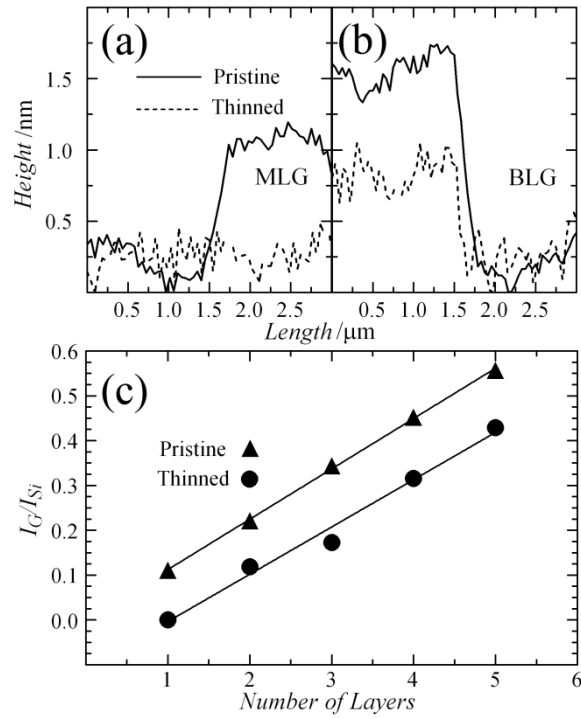 (a)
(b)
Pristine
Thinned
MLG
BLG
Height /nm
1.5
1.0
0.5
0.5 1.0 1.5 2.0 2.5
0.5 1.0 1.5 2.0 2.5
Length /μm
(c)
Pristine
Thinned
I_G/I_Si
0.6
0.5
0.4
0.3
0.2
0.1
0.0
1 2 3 4 5 6
Number of Layers